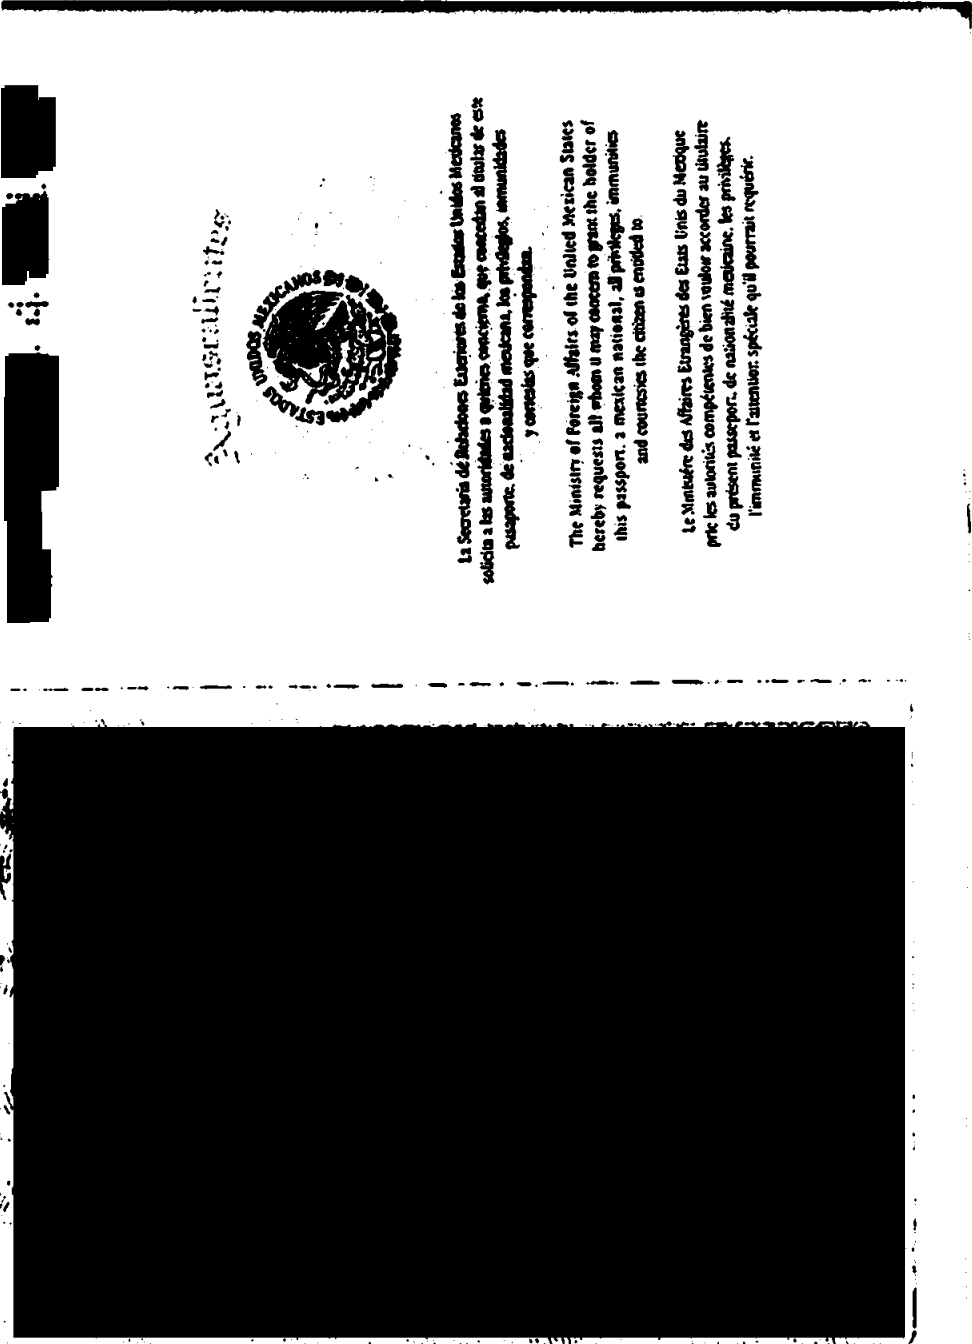 Aguascalientes
ESTADOS UNIDOS MEXICANOS
La Secretaría de Relaciones Exteriores de los Estados Unidos Mexicanos
solicita a las autoridades a quienes concierna, que concedan al titular de este
pasaporte, de nacionalidad mexicana, los privilegios, inmunidades
y cortesías que correspondan.
The Ministry of Foreign Affairs of the United Mexican States
hereby requests all whom it may concern to grant the holder of
this passport, a mexican national, all privileges, immunities
and courtesies the citizen is entitled to
Le Ministère des Affaires Etrangères des Etats Unis du Mexique
prie les autorités compétentes de bien vouloir accorder au titulaire
du présent passeport, de nationalité mexicaine, les privilèges,
l'immunité et l'attention spéciale qu'il pourrait requérir.